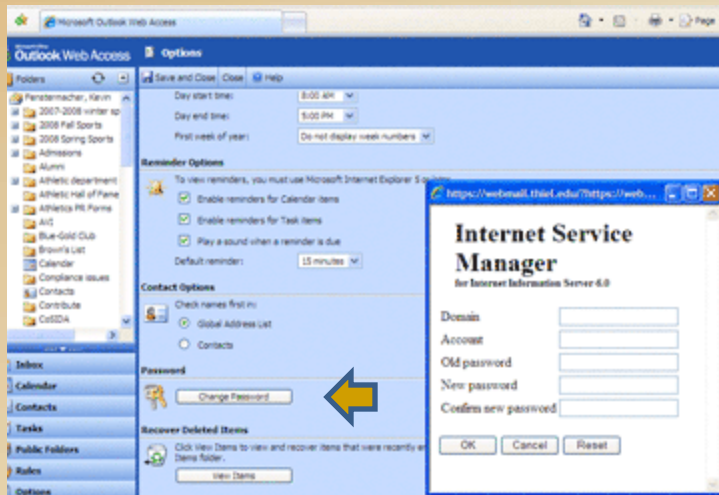 Microsoft Outlook Web Access
Page
Outlook Web Access
Options
Folders
Save and Close Close Help
Fenstermacher, Kevin
2007-2008 winter sp
2008 Fall Sports
2008 Spring Sports
Admissions
Alumni
Athletic department
Athletic Hall of Fame
Athletics PR Forms
AVI
Blue-Gold Club
Brown's List
Calendar
Compliance issues
Contacts
Contribute
CoSIDA
Inbox
Calendar
Contacts
Tasks
Public Folders
Rules
Options
Day start time: 8:00 AM
Day end time: 5:00 PM
First week of year: Do not display week numbers
Reminder Options
To view reminders, you must use Microsoft Internet Explorer 5 or
Enable reminders for Calendar items
Enable reminders for Task items
Play a sound when a reminder is due
Default reminder: 15 minutes
Contact Options
Check names first in:
Global Address List
Contacts
Password
Change Password
Recover Deleted Items
Click View Items to view and recover items that were recently
Items folder.
View Items
https://webmail.thiel.edu/?https://web...
Internet Service
Manager
for Internet Information Server 6.0
Domain
Account
Old password
New password
Confirm new password
OK Cancel Reset